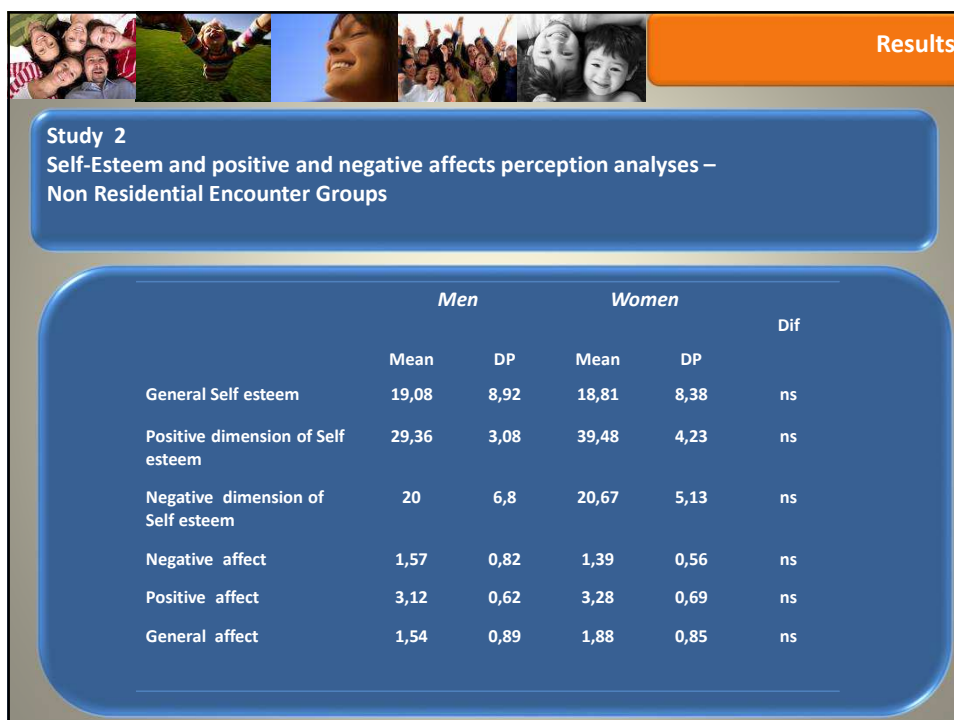 Results
Study 2
Self-Esteem and positive and negative affects perception analyses –
Non Residential Encounter Groups
Men Women
Dif
Mean DP Mean DP
General Self esteem 19,08 8,92 18,81 8,38 ns
Positive dimension of Self 29,36 3,08 39,48 4,23 ns
esteem
Negative dimension of 20 6,8 20,67 5,13 ns
Self esteem
Negative affect 1,57 0,82 1,39 0,56 ns
Positive affect 3,12 0,62 3,28 0,69 ns
General affect 1,54 0,89 1,88 0,85 ns